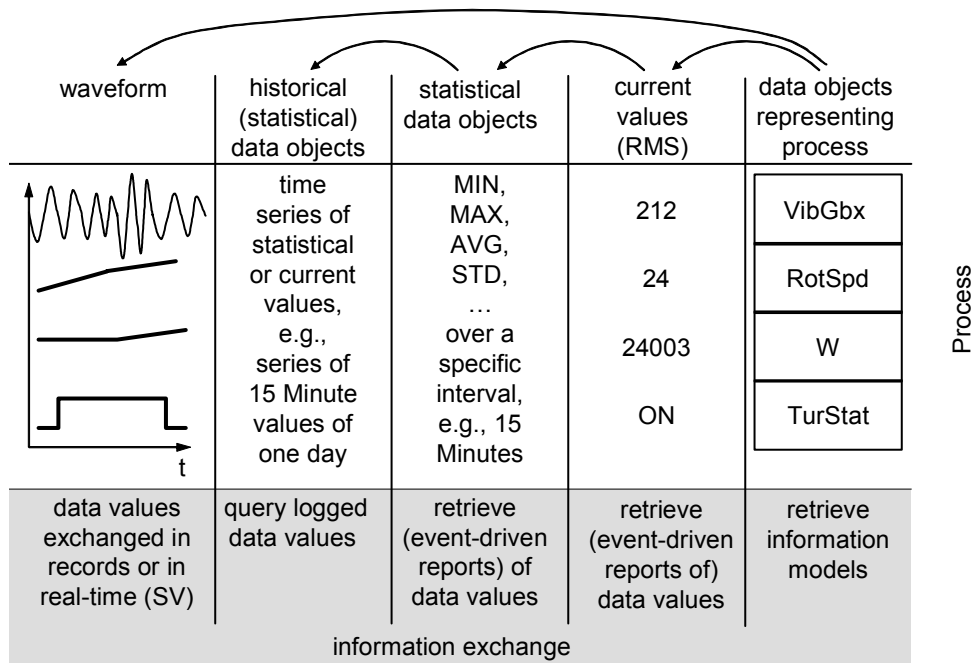 waveform
historical
(statistical)
data objects
statistical
data objects
current
values
(RMS)
data objects
representing
process
t
time
series of
statistical
or current
values,
e.g.,
series of
15 Minute
values of
one day
MIN,
MAX,
AVG,
STD,
…
over a
specific
interval,
e.g., 15
Minutes
212
24
24003
ON
VibGbx
RotSpd
W
TurStat
Process
data values
exchanged in
records or in
real-time (SV)
query logged
data values
retrieve
(event-driven
reports) of
data values
retrieve
(event-driven
reports of)
data values
retrieve
information
models
information exchange